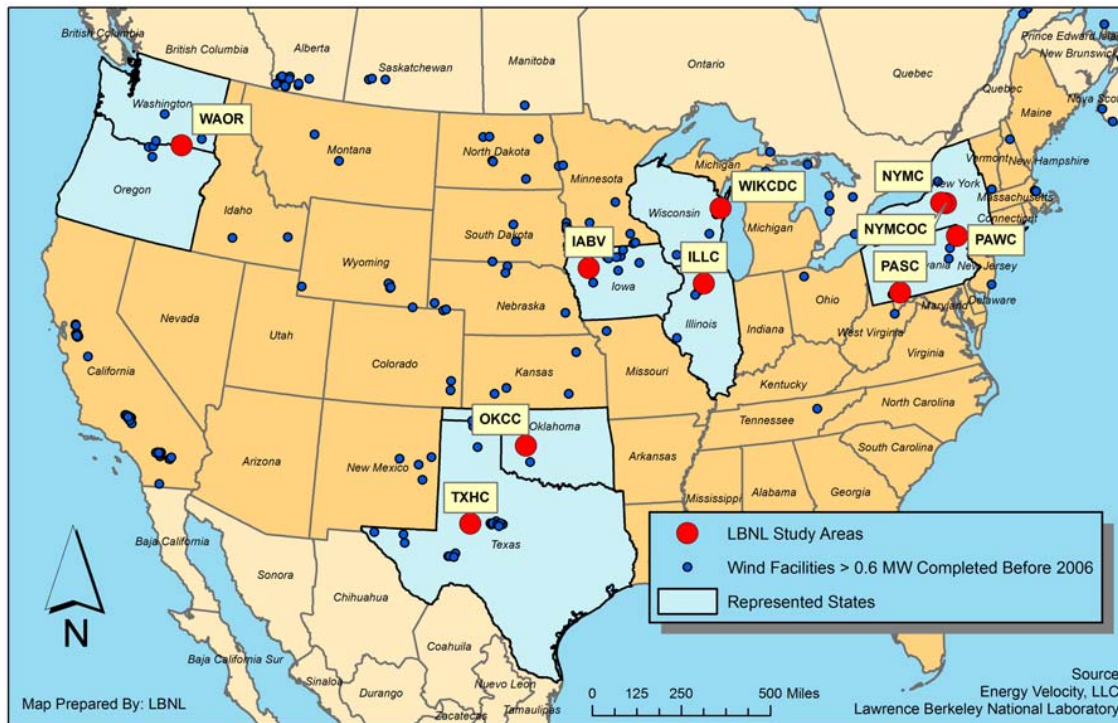 British Columbia
British Columbia
Alberta
Saskatchewan
Manitoba
Ontario
Quebec
Prince Edward
New Brunswick
Quebec
Nova
Maine
Washington
WAOR
Montana
North Dakota
Minnesota
Michigan
WIKCDC
NYMC
New York
Vermont
New Hampshire
Massachusetts
Connecticut
Oregon
Idaho
South Dakota
Wisconsin
Michigan
NYMCOC
PAWC
IABV
ILLC
PASC
vania
New Jersey
Wyoming
Iowa
Nebraska
Ohio
Maryland
Delaware
Nevada
Utah
Illinois
Indiana
West Virginia
Virginia
California
Colorado
Kansas
Missouri
Kentucky
Tennessee
North Carolina
OKCC
Oklahoma
Arizona
New Mexico
Arkansas
South Carolina
Mississippi
Alabama
Georgia
TXHC
Texas
Baja California
Sonora
Chihuahua
Coahuila
Baja California Sur
Sinaloa
Durango
Nuevo Leon
Tamaulipas
Zacatecas
N
LBNL Study Areas
Wind Facilities > 0.6 MW Completed Before 2006
Represented States
0 125 250 500 Miles
Map Prepared By: LBNL
Source
Energy Velocity, LLC
Lawrence Berkeley National Laboratory